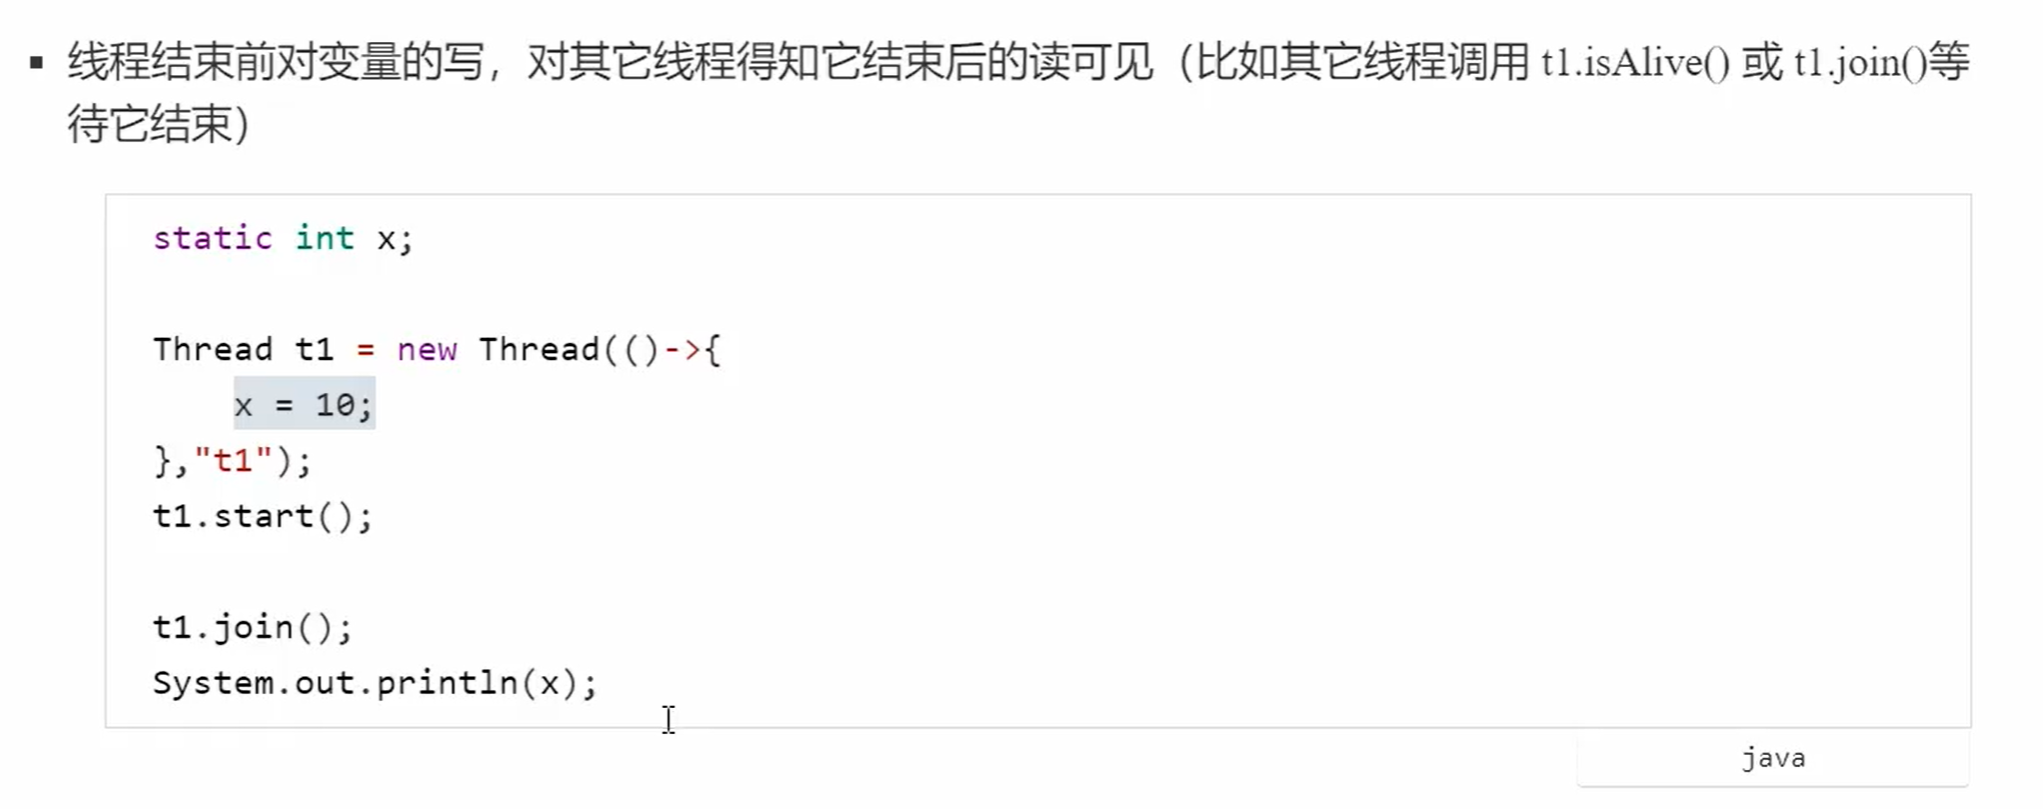 ▪ 线程结束前对变量的写，对其它线程得知它结束后的读可见（比如其它线程调用 t1.isAlive() 或 t1.join()等
待它结束）
static int x;
Thread t1 = new Thread(()->{
    x = 10;
},"t1");
t1.start();
t1.join();
System.out.println(x);
java